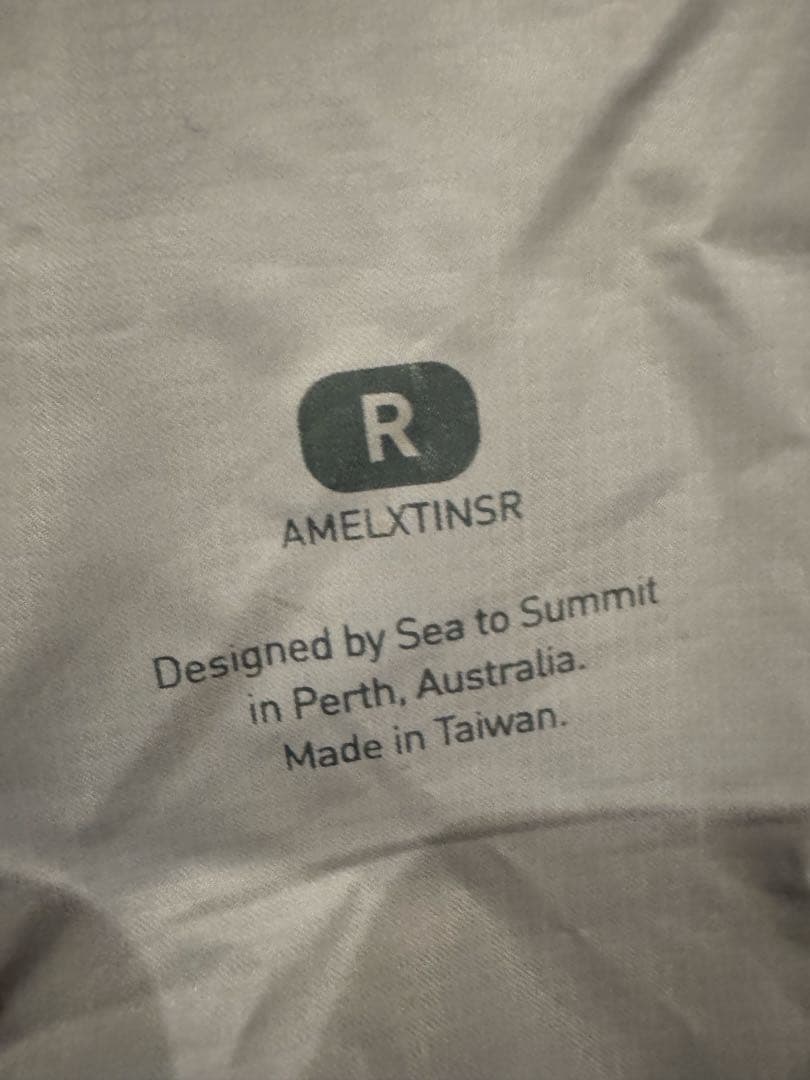 R
AMELXTINSR
Designed by Sea to Summit
in Perth, Australia.
Made in Taiwan.